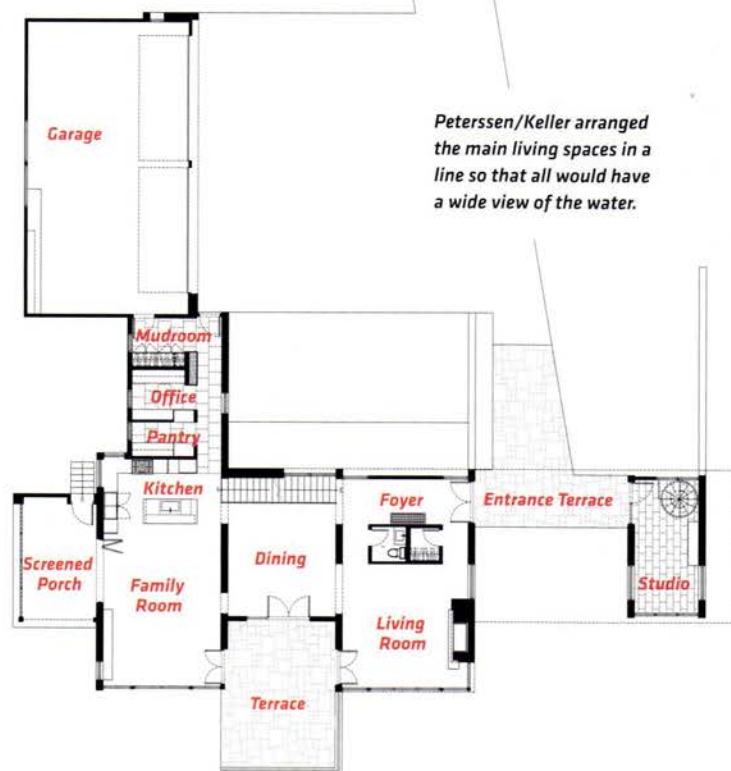 Garage
Peterssen/Keller arranged
the main living spaces in a
line so that all would have
a wide view of the water.
Mudroom
Office
Pantry
Kitchen
Foyer
Entrance Terrace
Screened
Porch
Family
Room
Dining
Living
Room
Studio
Terrace